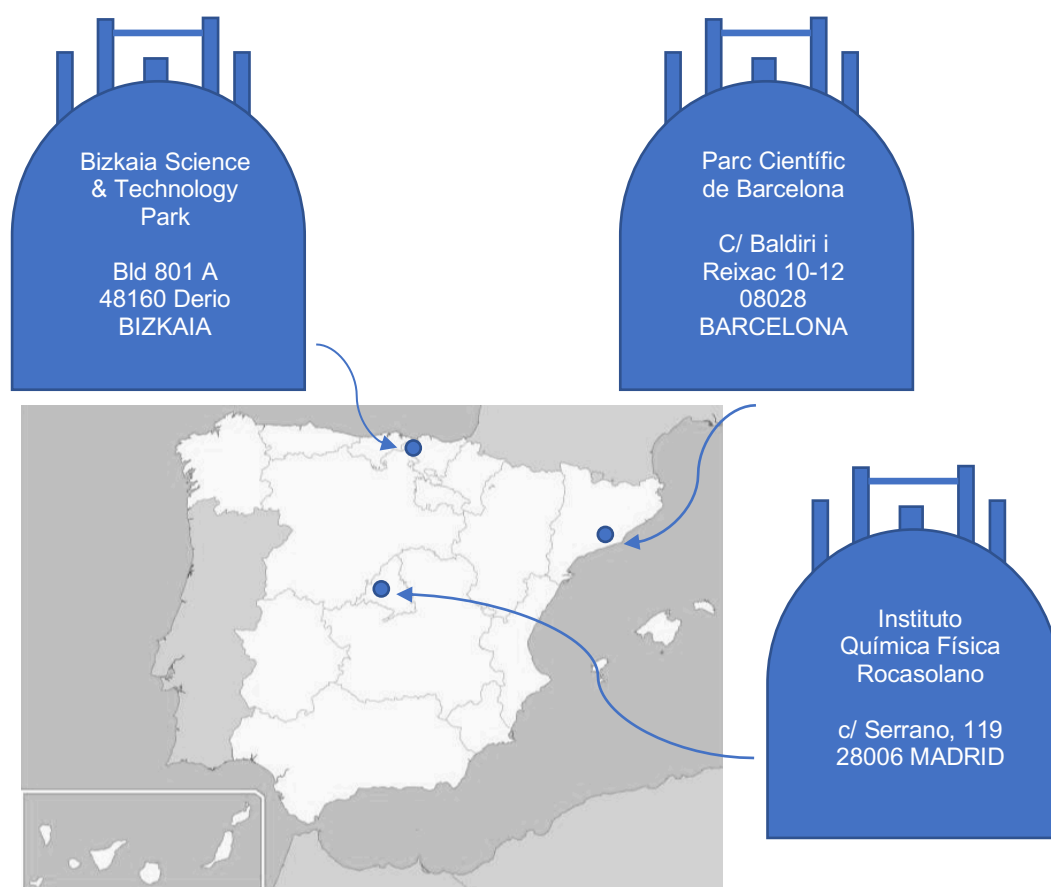 Bizkaia Science
& Technology
Park
Bld 801 A
48160 Derio
BIZKAIA
Parc Científic
de Barcelona
C/ Baldiri i
Reixac 10-12
08028
BARCELONA
Instituto
Química Física
Rocasolano
c/ Serrano, 119
28006 MADRID